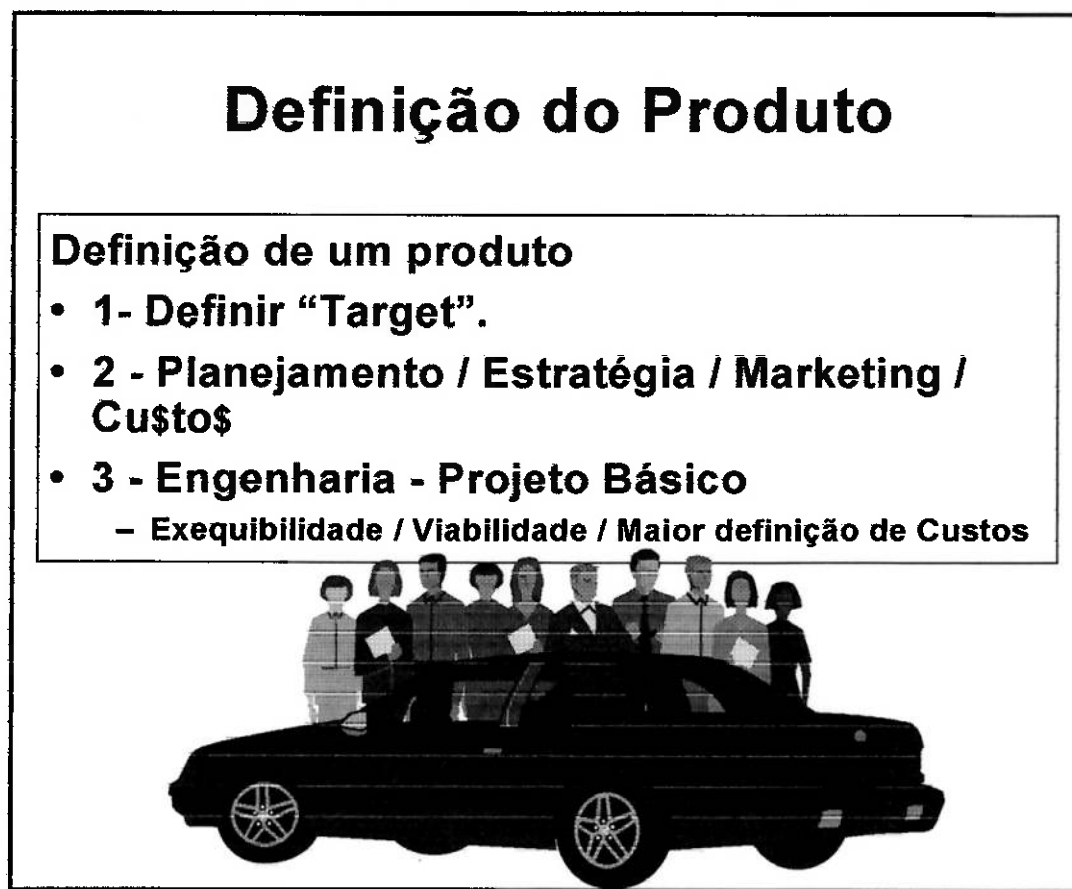 Definição do Produto
Definição de um produto
• 1- Definir “Target”.
• 2 - Planejamento / Estratégia / Marketing /
Cu$to$
• 3 - Engenharia - Projeto Básico
– Exequibilidade / Viabilidade / Maior definição de Custos